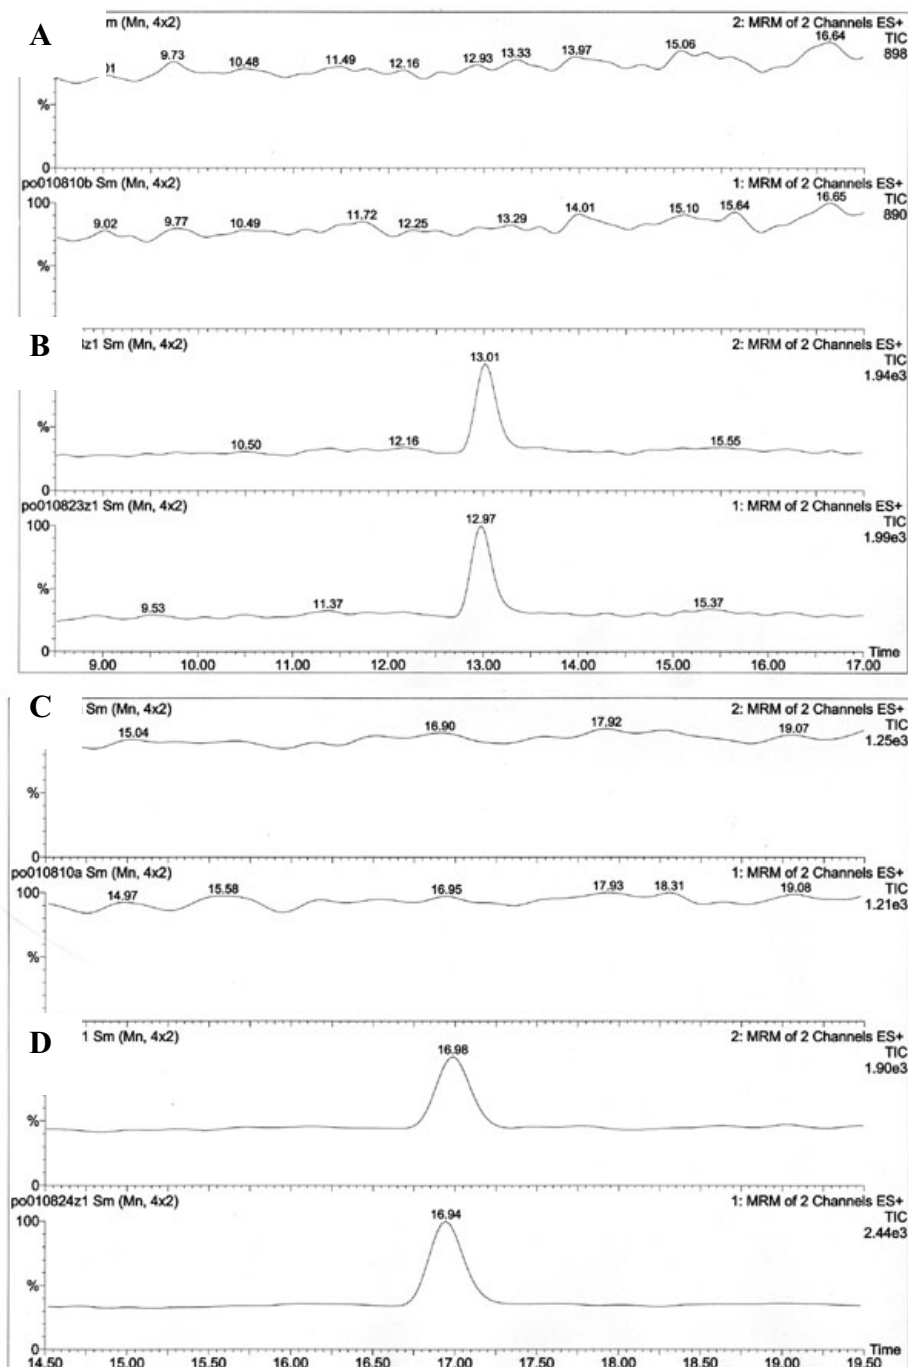 A
m (Mn, 4x2)
2: MRM of 2 Channels ES+
TIC
898
01 9.73 10.48 11.49 12.16 12.93 13.33 13.97 15.06 16.64
%
0
po010810b Sm (Mn, 4x2)
1: MRM of 2 Channels ES+
TIC
890
100
9.02 9.77 10.49 11.72 12.25 13.29 14.01 15.10 15.64 16.65
%
B
z1 Sm (Mn, 4x2)
2: MRM of 2 Channels ES+
TIC
1.94e3
13.01
%
10.50 12.16 15.55
0
po010823z1 Sm (Mn, 4x2)
1: MRM of 2 Channels ES+
TIC
1.99e3
100
12.97
%
9.53 11.37 15.37
0
Time
9.00 10.00 11.00 12.00 13.00 14.00 15.00 16.00 17.00
C
Sm (Mn, 4x2)
2: MRM of 2 Channels ES+
TIC
1.25e3
15.04 16.90 17.92 19.07
%
0
po010810a Sm (Mn, 4x2)
1: MRM of 2 Channels ES+
TIC
1.21e3
100
14.97 15.58 16.95 17.93 18.31 19.08
%
D
1 Sm (Mn, 4x2)
2: MRM of 2 Channels ES+
TIC
1.90e3
16.98
%
0
po010824z1 Sm (Mn, 4x2)
1: MRM of 2 Channels ES+
TIC
2.44e3
100
16.94
%
0
Time
14.50 15.00 15.50 16.00 16.50 17.00 17.50 18.00 18.50 19.00 19.50